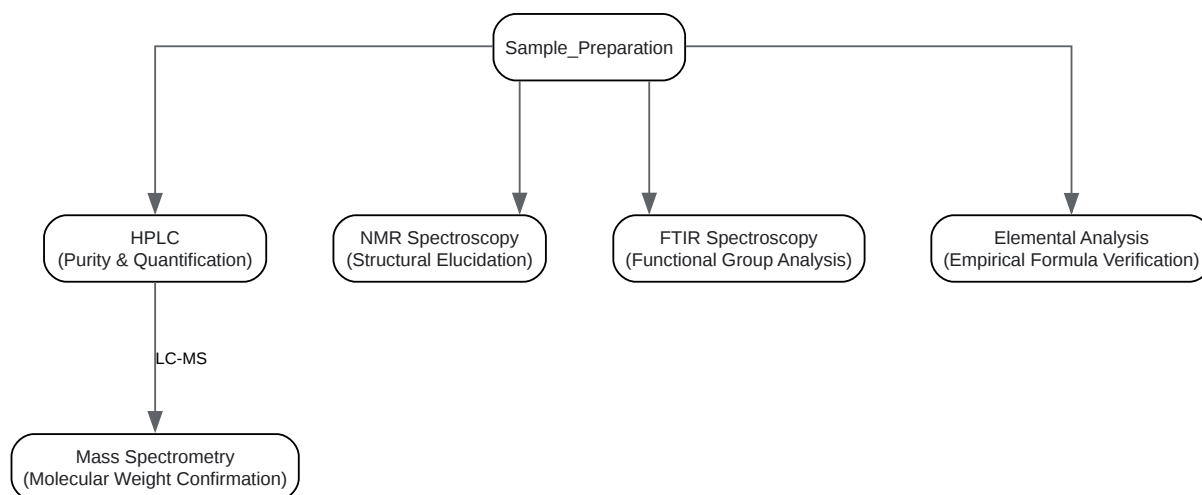 Sample_Preparation
HPLC
(Purity & Quantification)
NMR Spectroscopy
(Structural Elucidation)
FTIR Spectroscopy
(Functional Group Analysis)
Elemental Analysis
(Empirical Formula Verification)
LC-MS
Mass Spectrometry
(Molecular Weight Confirmation)